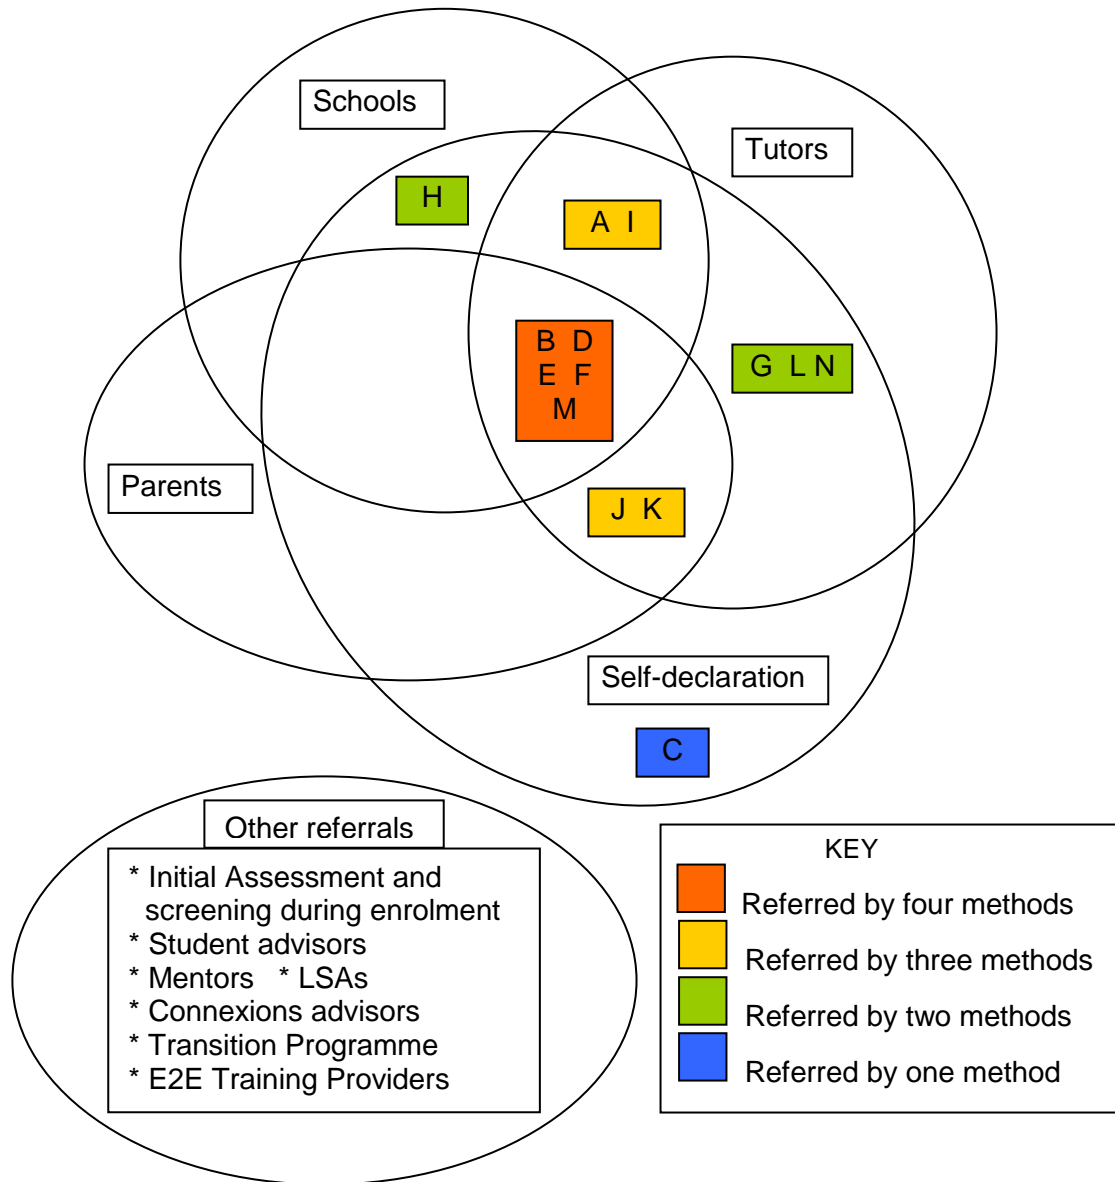 Schools
Tutors
H
A I
B D
E F
M
G L N
Parents
J K
Self-declaration
C
Other referrals
* Initial Assessment and
screening during enrolment
* Student advisors
* Mentors * LSAs
* Connexions advisors
* Transition Programme
* E2E Training Providers
KEY
Referred by four methods
Referred by three methods
Referred by two methods
Referred by one method